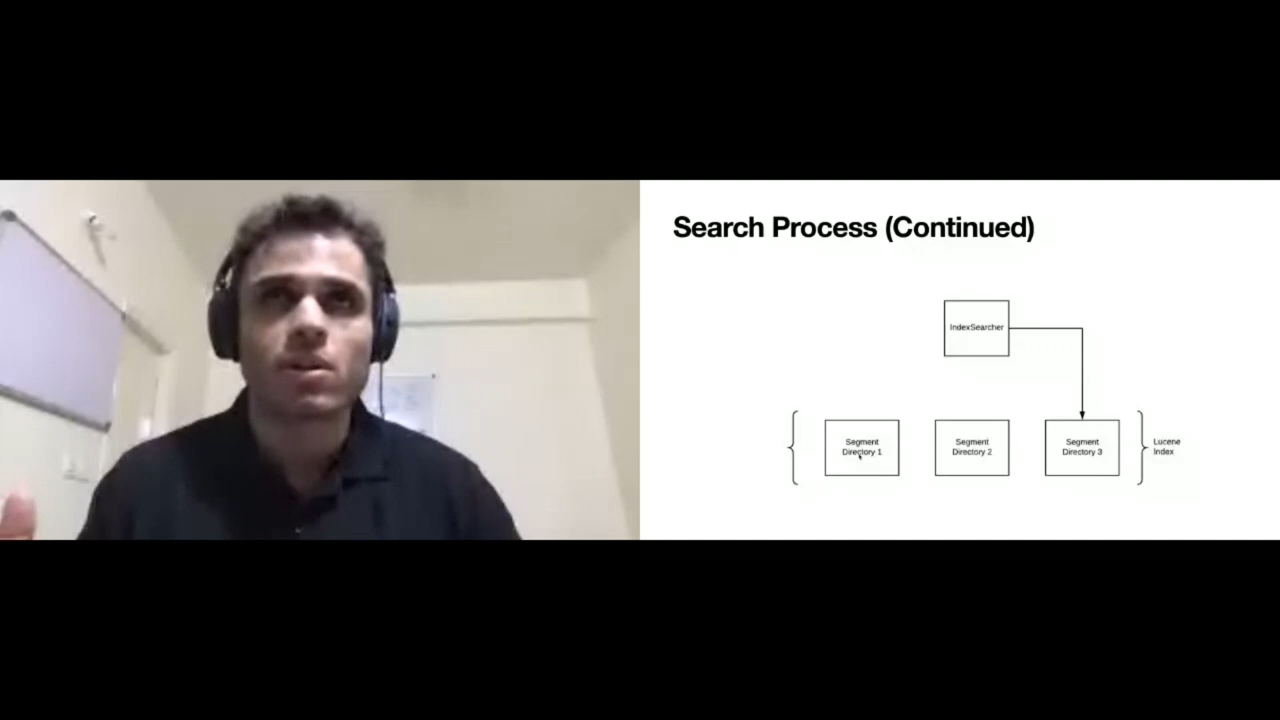 Search Process (Continued)
IndexSearcher
Segment
Directory 1
Segment
Directory 2
Segment
Directory 3
Lucene
Index